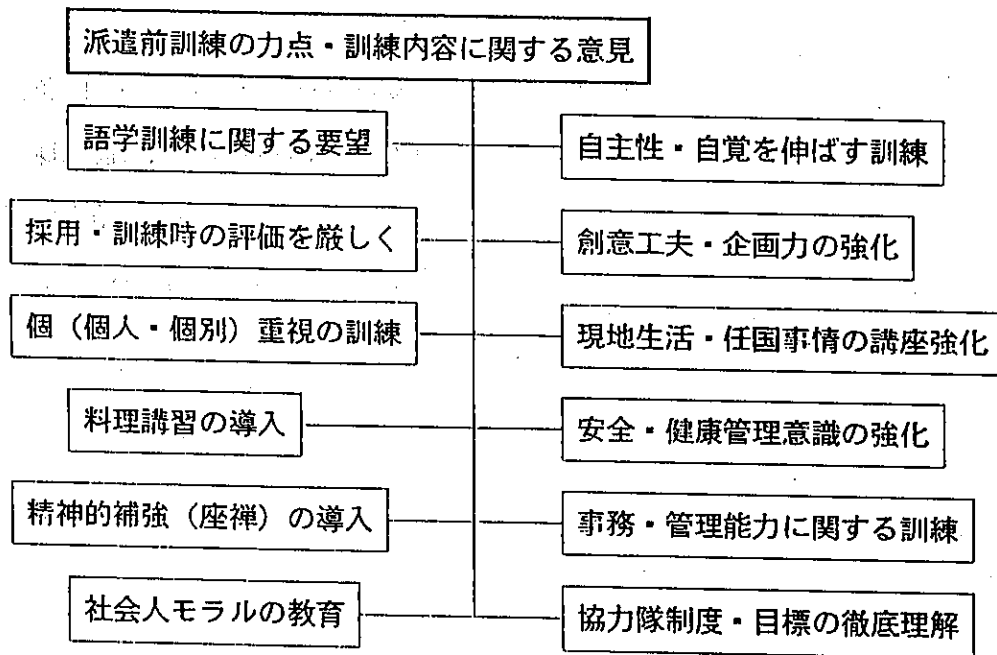 派遣前訓練の力点・訓練内容に関する意見
語学訓練に関する要望
自主性・自覚を伸ばす訓練
採用・訓練時の評価を厳しく
創意工夫・企画力の強化
個（個人・個別）重視の訓練
現地生活・任国事情の講座強化
料理講習の導入
安全・健康管理意識の強化
精神的補強（座禅）の導入
事務・管理能力に関する訓練
社会人モラルの教育
協力隊制度・目標の徹底理解